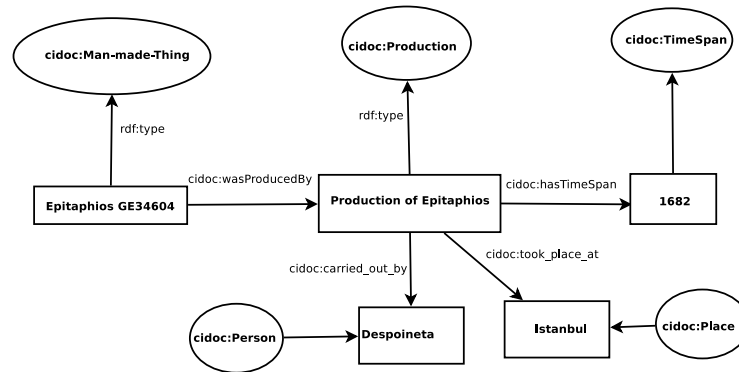 cidoc:Man-made-Thing
cidoc:Production
cidoc:TimeSpan
rdf:type
rdf:type
cidoc:wasProducedBy
cidoc:hasTimeSpan
Epitaphios GE34604
Production of Epitaphios
1682
cidoc:carried_out_by
cidoc:took_place_at
cidoc:Person
Despoineta
Istanbul
cidoc:Place